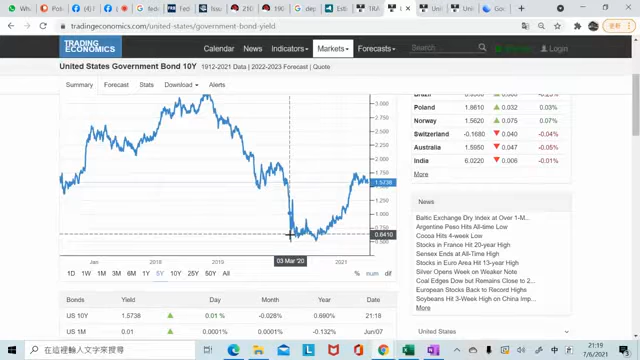 tradingeconomics.com/united-states/government-bond-yield
TRADING
ECONOMICS
Calendar
News
Indicators
Markets
Forecasts
Search
Login
United States Government Bond 10Y
1912-2021 Data | 2022-2023 Forecast | Quote
Summary
Forecast
Stats
Download
Alerts
3.000
2.750
2.500
2.250
2.000
1.750
1.5738
1.250
1.000
0.750
0.6410
0.500
Jan
2018
2019
03 Mar '20
2021
1D 1W 1M 3M 6M 1Y 5Y 10Y 25Y 50Y All
% num dif
Bonds Yield Day Month Year Date
US 10Y 1.5738 0.01% -0.028% 0.690% 21:18
US 1M 0.01 0.0001% 0.0001% -0.132% Jun/07
Poland 1.8610 0.032 0.03%
Norway 1.5620 0.075 0.07%
Switzerland -0.1680 0.040 -0.04%
Australia 1.5950 0.047 -0.05%
India 6.0220 0.006 -0.01%
More
News
Baltic Exchange Dry Index at Over 1-M...
Argentine Peso Hits All-time Low
Cocoa Hits 4-week Low
Stocks in France Hit 20-year High
Sensex Ends at All-Time High
Stocks in Euro Area Hit 13-year High
Silver Opens Week on Weaker Note
Coal Edges Down but Remains Close to 2...
European Stocks Back to Record Highs
Soybeans Hit 3-Week High on Strong Imp...
More
United States
在這裡輸入文字來搜尋
21:19
7/6/2021